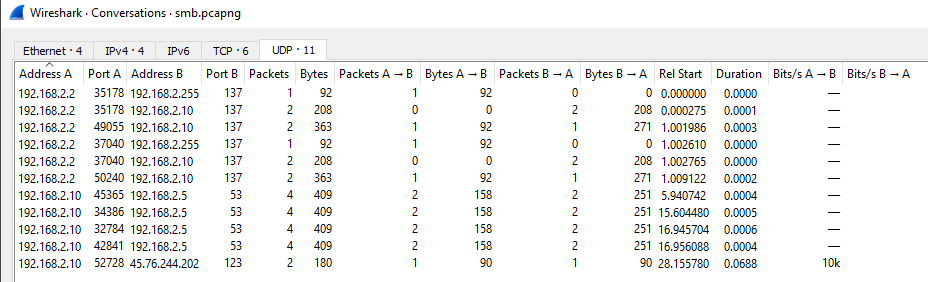 Wireshark · Conversations · smb.pcapng
Ethernet · 4 IPv4 · 4 IPv6 TCP · 6 UDP · 11
Address A Port A Address B Port B Packets Bytes Packets A → B Bytes A → B Packets B → A Bytes B → A Rel Start Duration Bits/s A → B Bits/s B → A
192.168.2.2 35178 192.168.2.255 137 1 92 1 92 0 0 0.000000 0.0000 —
192.168.2.2 35178 192.168.2.10 137 2 208 0 0 2 208 0.000275 0.0001 —
192.168.2.2 49055 192.168.2.10 137 2 363 1 92 1 271 1.001986 0.0003 —
192.168.2.2 37040 192.168.2.255 137 1 92 1 92 0 0 1.002610 0.0000 —
192.168.2.2 37040 192.168.2.10 137 2 208 0 0 2 208 1.002765 0.0000 —
192.168.2.2 50240 192.168.2.10 137 2 363 1 92 1 271 1.009122 0.0002 —
192.168.2.10 45365 192.168.2.5 53 4 409 2 158 2 251 5.940742 0.0004 —
192.168.2.10 34386 192.168.2.5 53 4 409 2 158 2 251 15.604480 0.0005 —
192.168.2.10 32784 192.168.2.5 53 4 409 2 158 2 251 16.945704 0.0006 —
192.168.2.10 42841 192.168.2.5 53 4 409 2 158 2 251 16.956088 0.0004 —
192.168.2.10 52728 45.76.244.202 123 2 180 1 90 1 90 28.155780 0.0688 10k